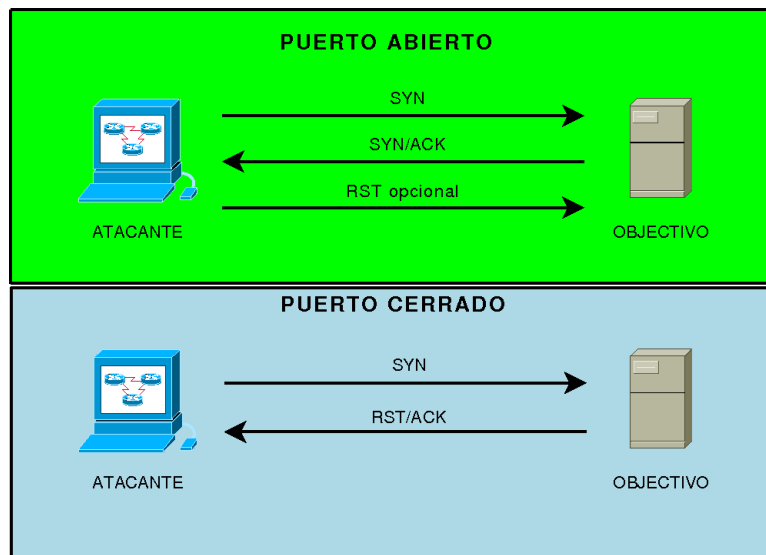 PUERTO ABIERTO
SYN
SYN/ACK
RST opcional
ATACANTE
OBJECTIVO
PUERTO CERRADO
SYN
RST/ACK
ATACANTE
OBJECTIVO